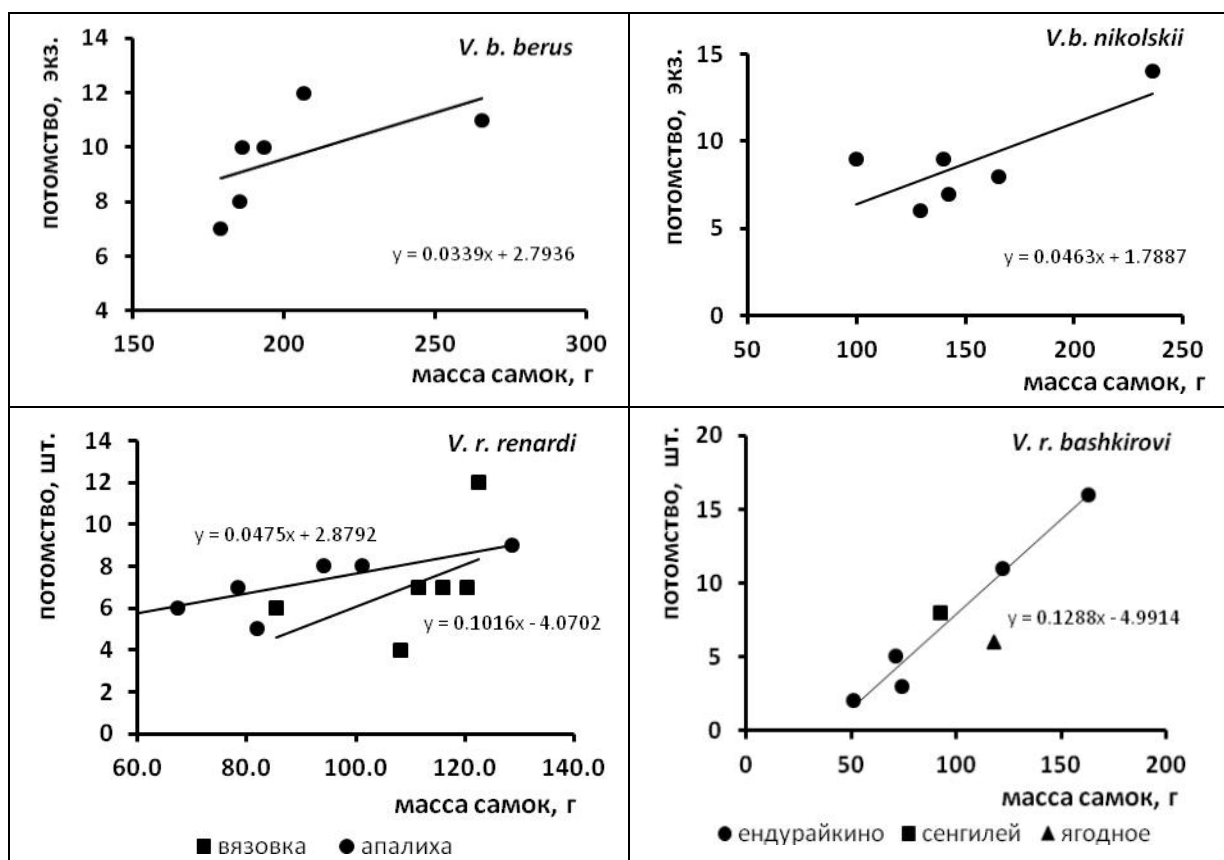 V. b. berus
потомство, экз.
14
12
10
8
6
4
y = 0.0339x + 2.7936
150 200 250 300
масса самок, г
V.b. nikolskii
потомство, экз.
15
10
5
0
y = 0.0463x + 1.7887
50 100 150 200 250
масса самок, г
V. r. renardi
потомство, шт.
14
12
10
8
6
4
2
0
y = 0.0475x + 2.8792
y = 0.1016x - 4.0702
60.0 80.0 100.0 120.0 140.0
масса самок, г
вязовка апалиха
V. r. bashkirovi
потомство, шт.
20
15
10
5
0
y = 0.1288x - 4.9914
0 50 100 150 200
масса самок, г
ендурайкино сенгилей ягодное